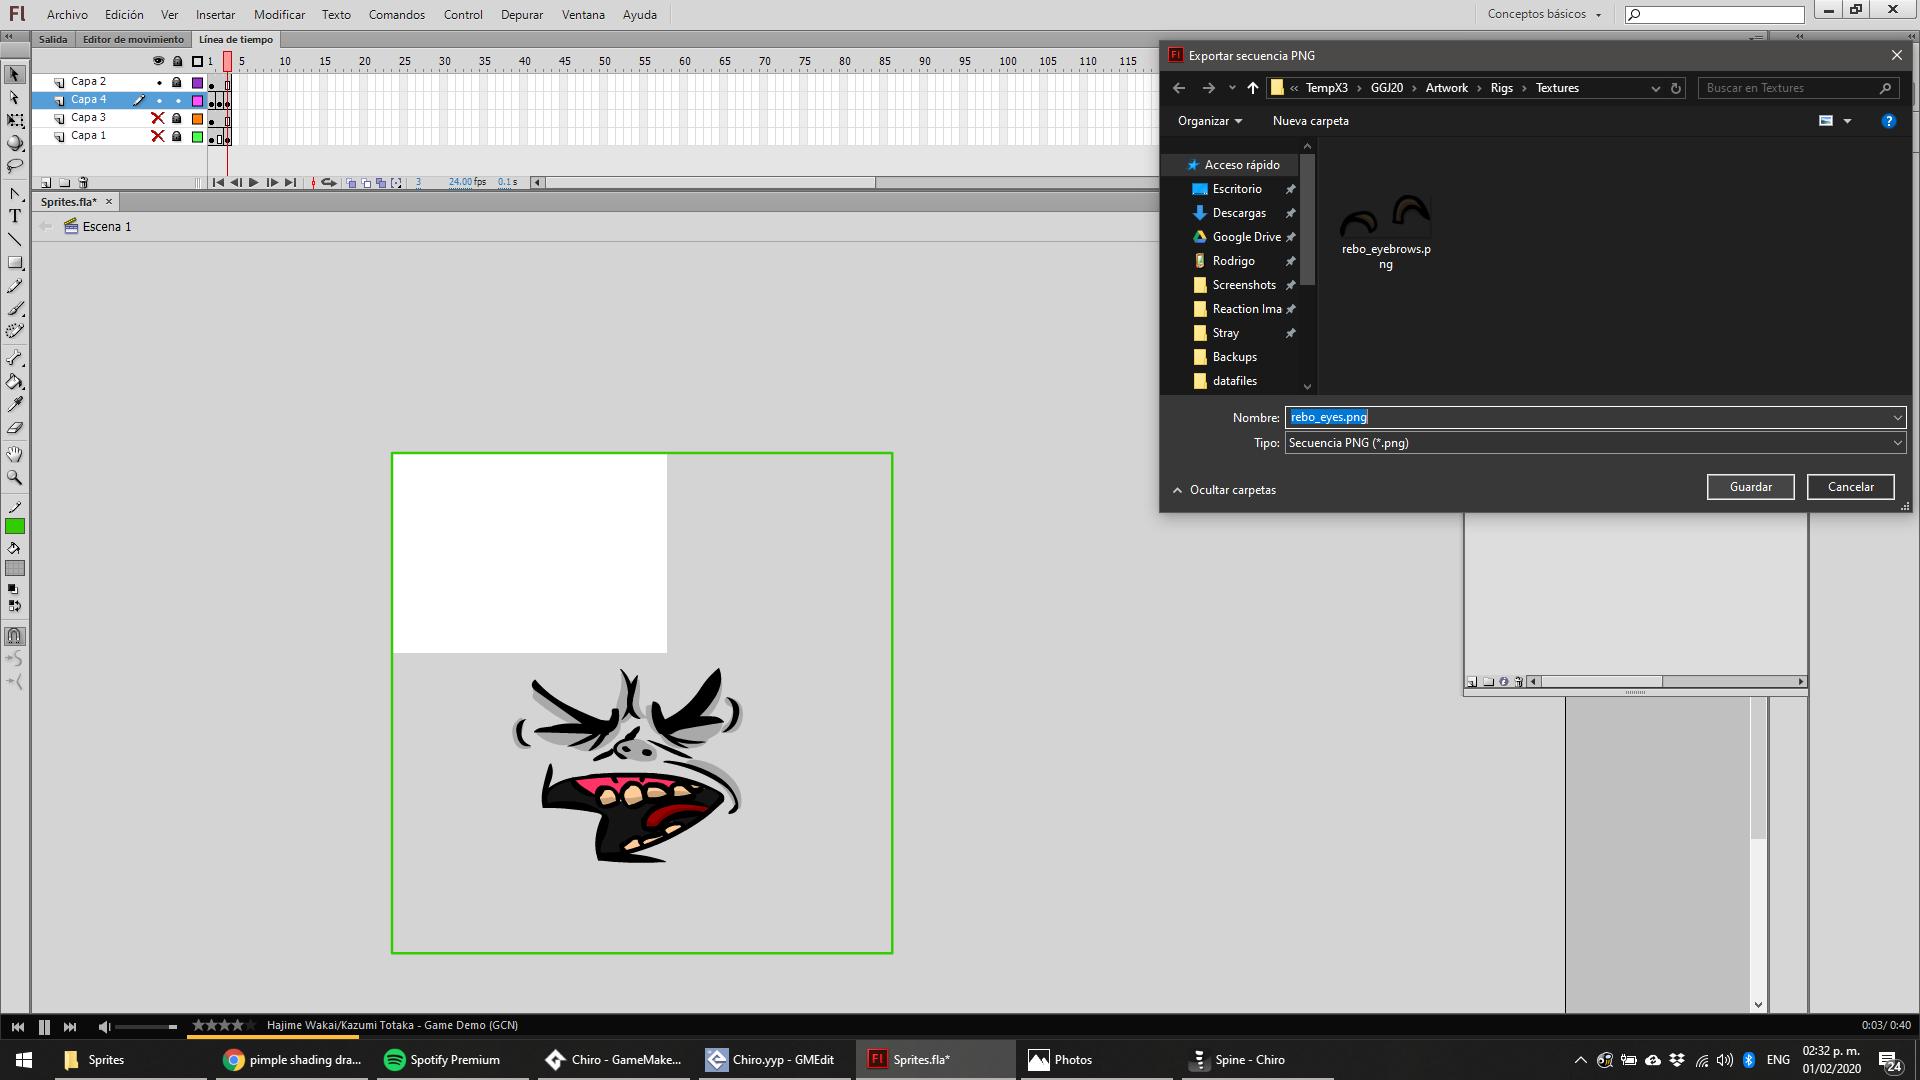 Fl Archivo Edición Ver Insertar Modificar Texto Comandos Control Depurar Ventana Ayuda Conceptos básicos
Salida Editor de movimiento Línea de tiempo
1 5 10 15 20 25 30 35 40 45 50 55 60 65 70 75 80 85 90 95 100 105 110 115
Capa 2
Capa 4
Capa 3
Capa 1
3 24.00 fps 0.1 s
Sprites.fla*
Escena 1
Fl Exportar secuencia PNG
« TempX3 GGJ20 Artwork Rigs Textures Buscar en Textures
Organizar Nueva carpeta
Acceso rápido
Escritorio
Descargas
Google Drive
Rodrigo
Screenshots
Reaction Ima
Stray
Backups
datafiles
rebo_eyebrows.p
ng
Nombre: rebo_eyes.png
Tipo: Secuencia PNG (*.png)
Ocultar carpetas Guardar Cancelar
Hajime Wakai/Kazumi Totaka - Game Demo (GCN) 0:03/ 0:40
Sprites pimple shading dra... Spotify Premium Chiro - GameMake... Chiro.yyp - GMEdit Fl Sprites.fla* Photos Spine - Chiro ENG 02:32 p. m.
01/02/2020 24